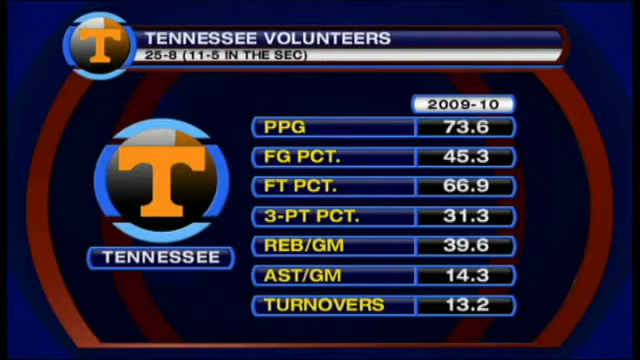 T TENNESSEE VOLUNTEERS
25-8 (11-5 IN THE SEC)
2009-10
PPG 73.6
FG PCT. 45.3
FT PCT. 66.9
3-PT PCT. 31.3
REB/GM 39.6
AST/GM 14.3
TURNOVERS 13.2
T
TENNESSEE